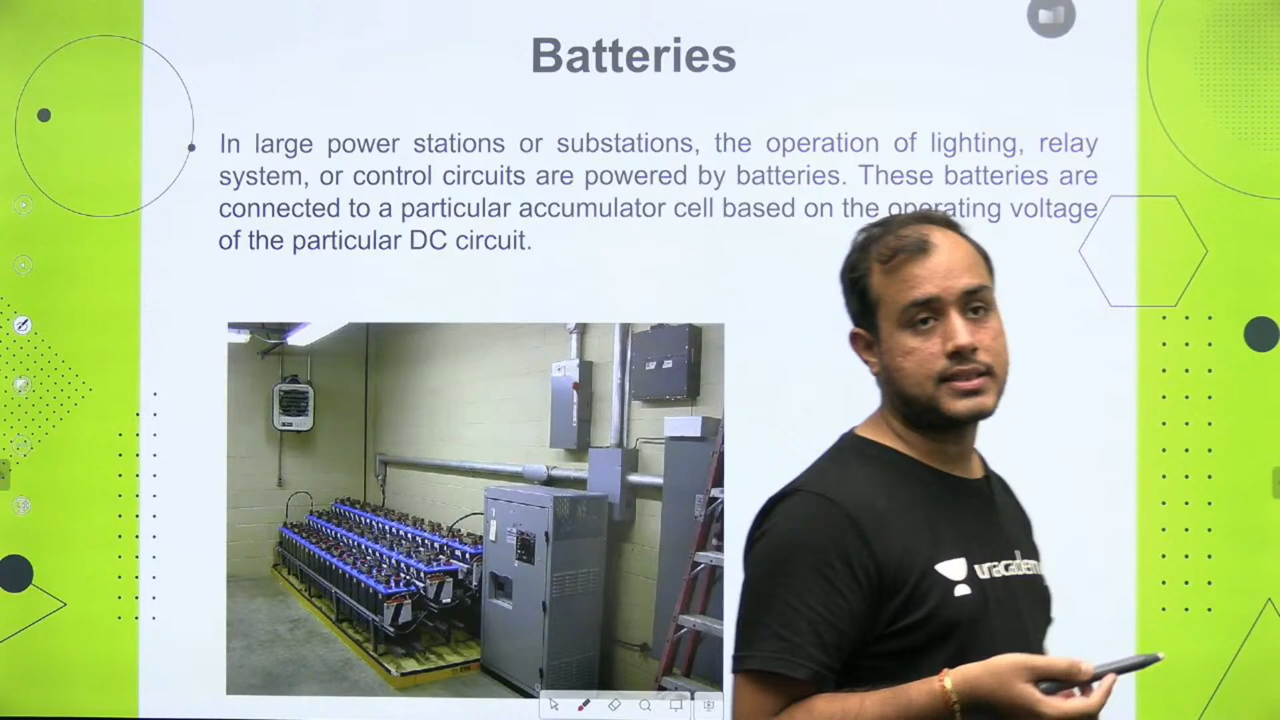 Batteries
In large power stations or substations, the operation of lighting, relay
system, or control circuits are powered by batteries. These batteries are
connected to a particular accumulator cell based on the operating voltage
of the particular DC circuit.
unacademy